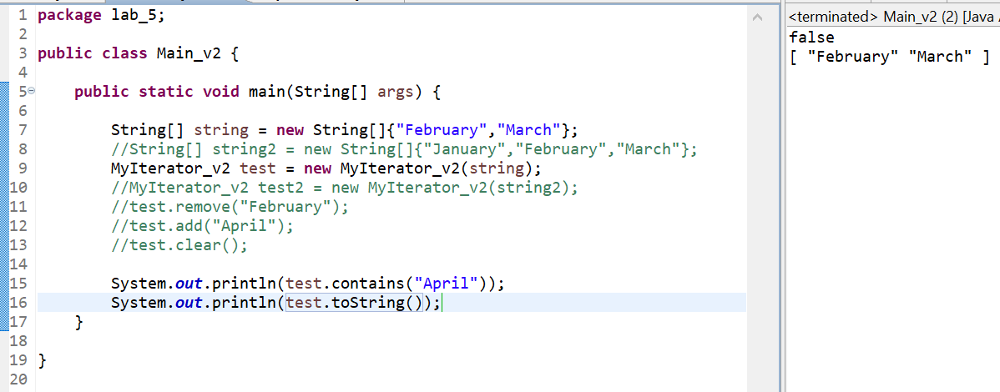 1 package lab_5;
2
3 public class Main_v2 {
4
5 public static void main(String[] args) {
6
7 String[] string = new String[]{"February","March"};
8 //String[] string2 = new String[]{"January","February","March"};
9 MyIterator_v2 test = new MyIterator_v2(string);
10 //MyIterator_v2 test2 = new MyIterator_v2(string2);
11 //test.remove("February");
12 //test.add("April");
13 //test.clear();
14
15 System.out.println(test.contains("April"));
16 System.out.println(test.toString());
17 }
18
19 }
20
<terminated> Main_v2 (2) [Java
false
[ "February" "March" ]